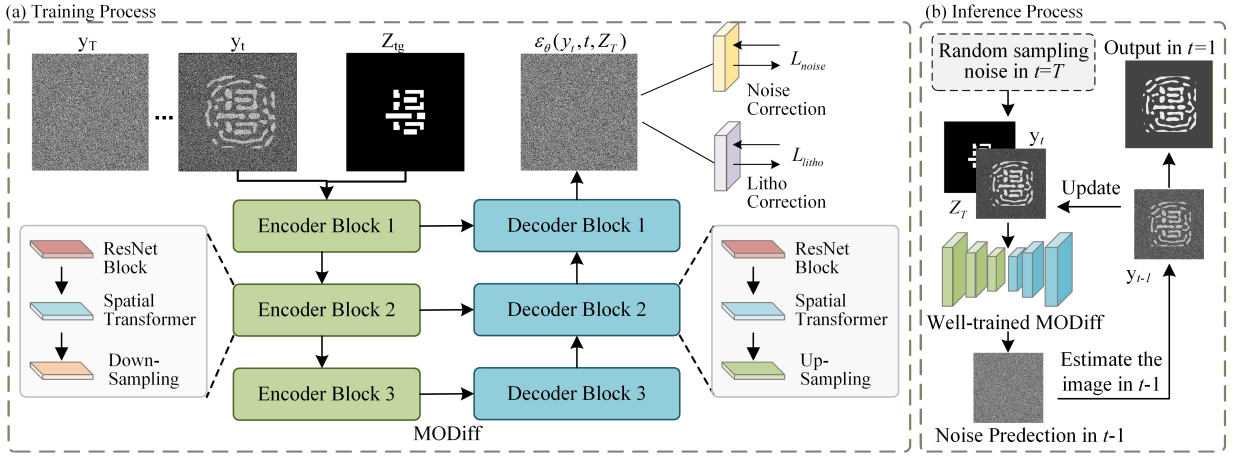 (a) Training Process
y_T
y_t
Z_tg
ε_θ(y_t, t, Z_T)
...
L_noise
Noise
Correction
L_litho
Litho
Correction
Encoder Block 1
Decoder Block 1
Encoder Block 2
Decoder Block 2
Encoder Block 3
Decoder Block 3
ResNet
Block
Spatial
Transformer
Down-
Sampling
ResNet
Block
Spatial
Transformer
Up-
Sampling
MODiff
(b) Inference Process
Random sampling
noise in t=T
Output in t=1
y_t
Z_T
Update
y_t-1
Well-trained MODiff
Estimate the
image in t-1
Noise Predection in t-1